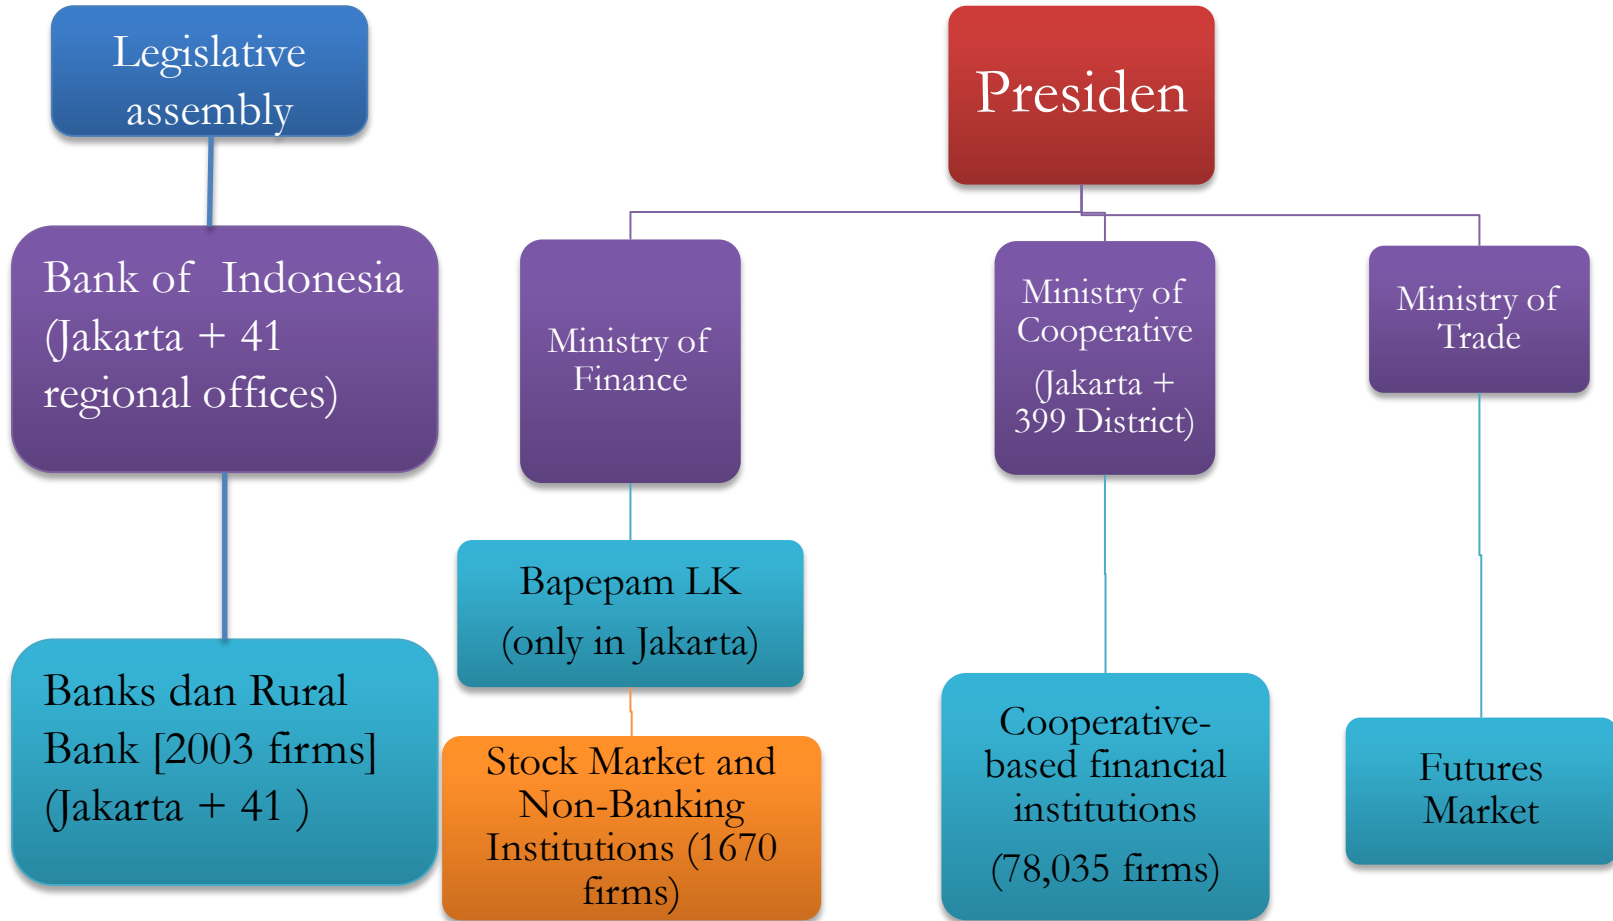 Legislative
assembly
Presiden
Bank of  Indonesia
(Jakarta + 41
regional offices)
Ministry of
Finance
Ministry of
Cooperative
(Jakarta +
399 District)
Ministry of
Trade
Bapepam LK
(only in Jakarta)
Banks dan Rural
Bank [2003 firms]
(Jakarta + 41 )
Stock Market and
Non-Banking
Institutions (1670
firms)
Cooperative-
based financial
institutions
(78,035 firms)
Futures
Market